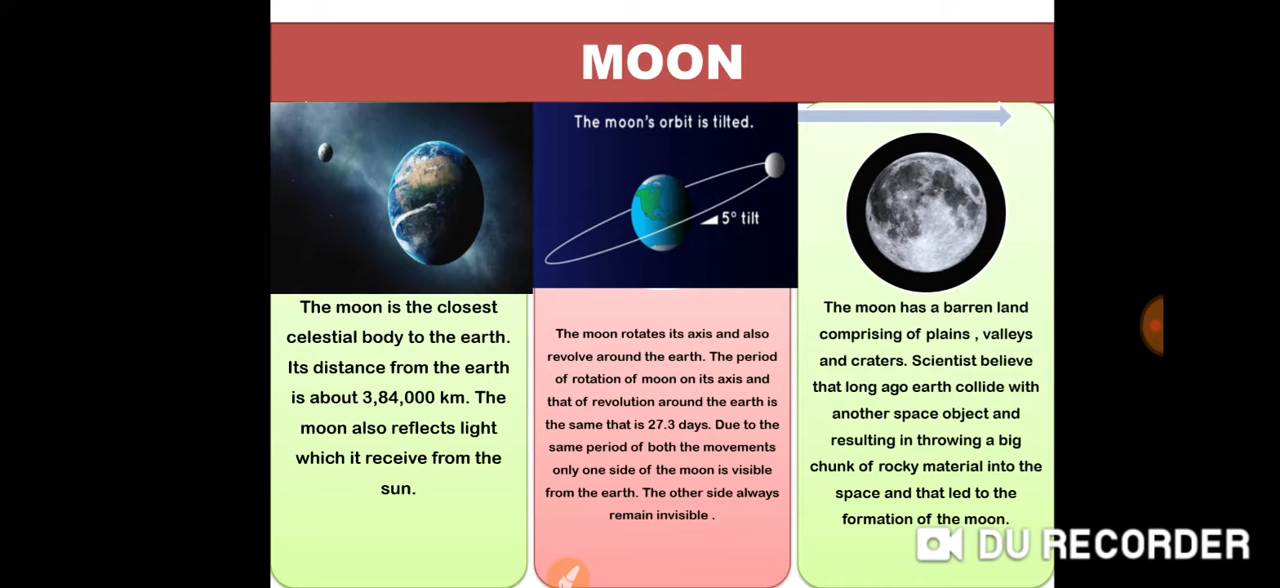 MOON
The moon's orbit is tilted.
5° tilt
The moon is the closest
celestial body to the earth.
Its distance from the earth
is about 3,84,000 km. The
moon also reflects light
which it receive from the
sun.
The moon rotates its axis and also
revolve around the earth. The period
of rotation of moon on its axis and
that of revolution around the earth is
the same that is 27.3 days. Due to the
same period of both the movements
only one side of the moon is visible
from the earth. The other side always
remain invisible .
The moon has a barren land
comprising of plains , valleys
and craters. Scientist believe
that long ago earth collide with
another space object and
resulting in throwing a big
chunk of rocky material into the
space and that led to the
formation of the moon.
DU RECORDER